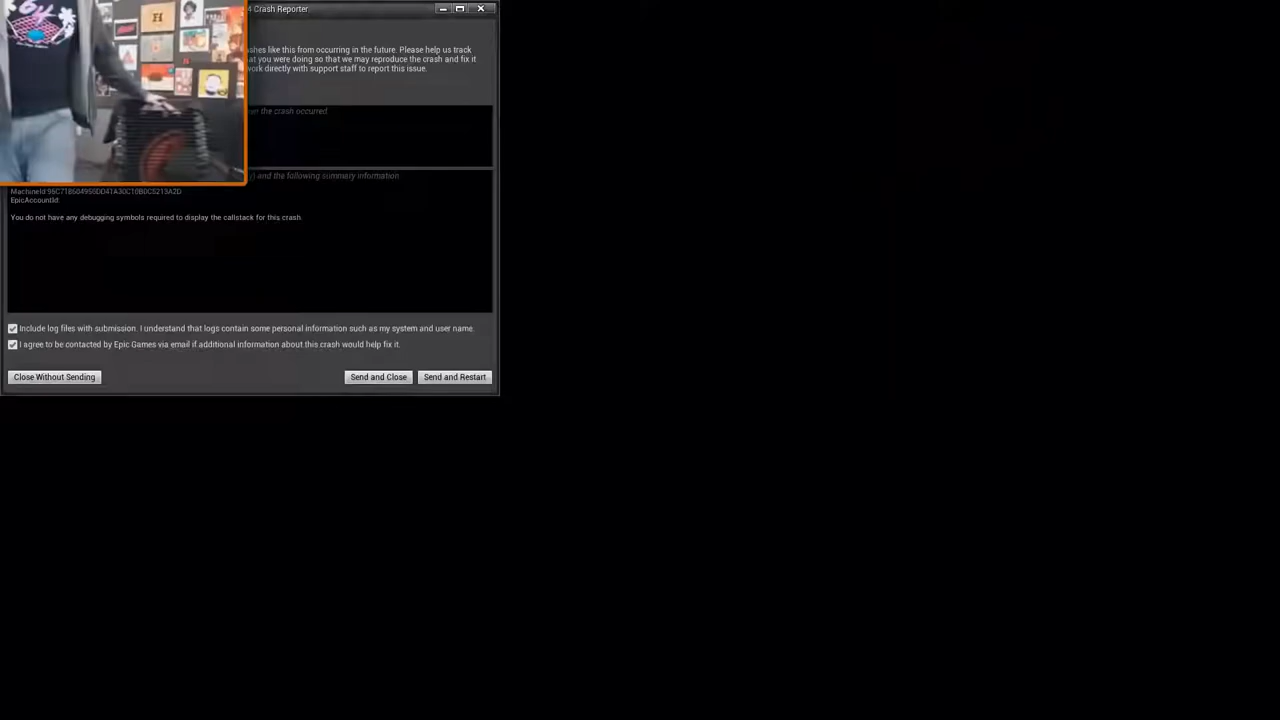 4 Crash Reporter
shes like this from occurring in the future. Please help us track
at you were doing so that we may reproduce the crash and fix it
work directly with support staff to report this issue.
en the crash occurred
) and the following summary information
EpicAccountId:
You do not have any debugging symbols required to display the callstack for this crash.
Include log files with submission. I understand that logs contain some personal information such as my system and user name.
I agree to be contacted by Epic Games via email if additional information about this crash would help fix it.
Close Without Sending
Send and Close
Send and Restart
64
H